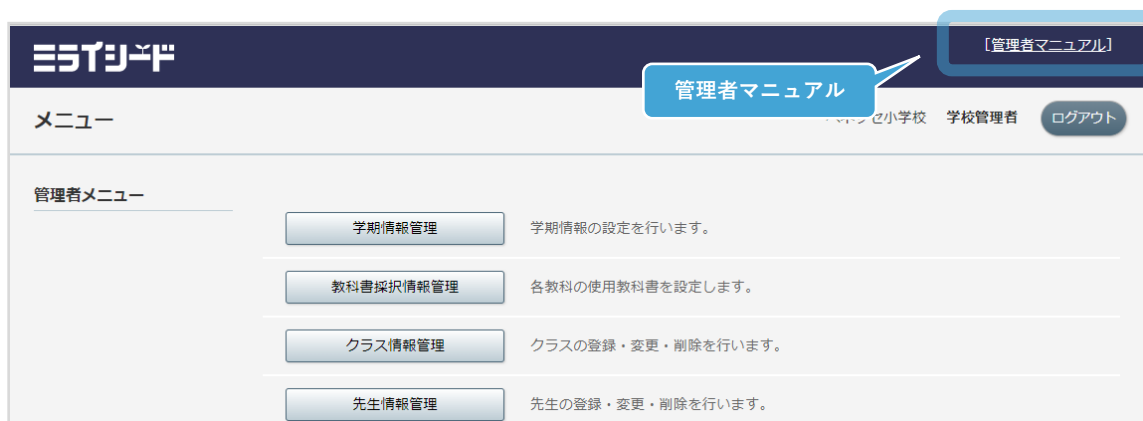 ミライシード
[管理者マニュアル]
管理者マニュアル
メニュー
小学校 学校管理者 ログアウト
管理者メニュー
学期情報管理 学期情報の設定を行います。
教科書採択情報管理 各教科の使用教科書を設定します。
クラス情報管理 クラスの登録・変更・削除を行います。
先生情報管理 先生の登録・変更・削除を行います。